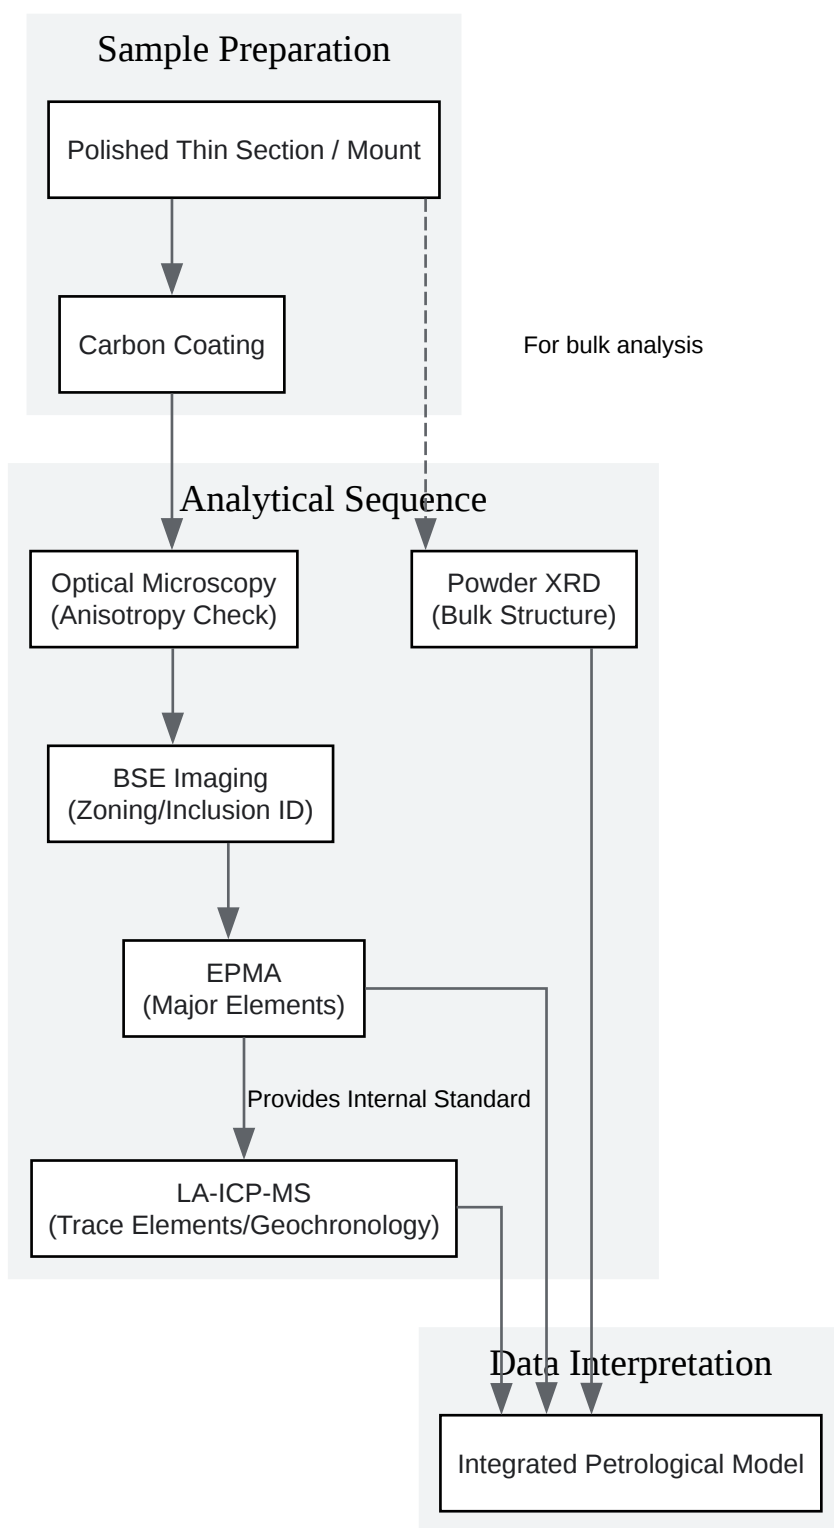 Sample Preparation
Polished Thin Section / Mount
Carbon Coating
For bulk analysis
Analytical Sequence
Optical Microscopy
(Anisotropy Check)
Powder XRD
(Bulk Structure)
BSE Imaging
(Zoning/Inclusion ID)
EPMA
(Major Elements)
Provides Internal Standard
LA-ICP-MS
(Trace Elements/Geochronology)
Data Interpretation
Integrated Petrological Model